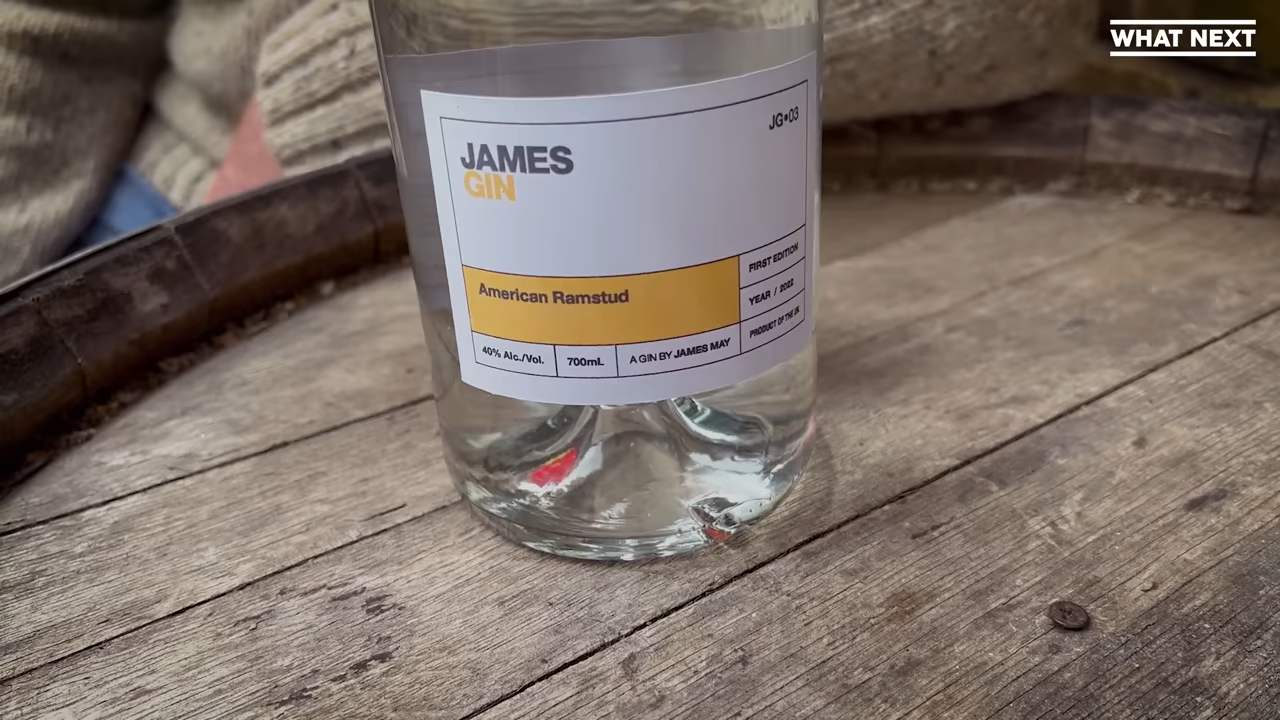 WHAT NEXT
JG•03
JAMES
GIN
American Ramstud
FIRST EDITION
YEAR / 2022
PRODUCT OF THE UK
40% Alc./Vol.
700mL
A GIN BY JAMES MAY